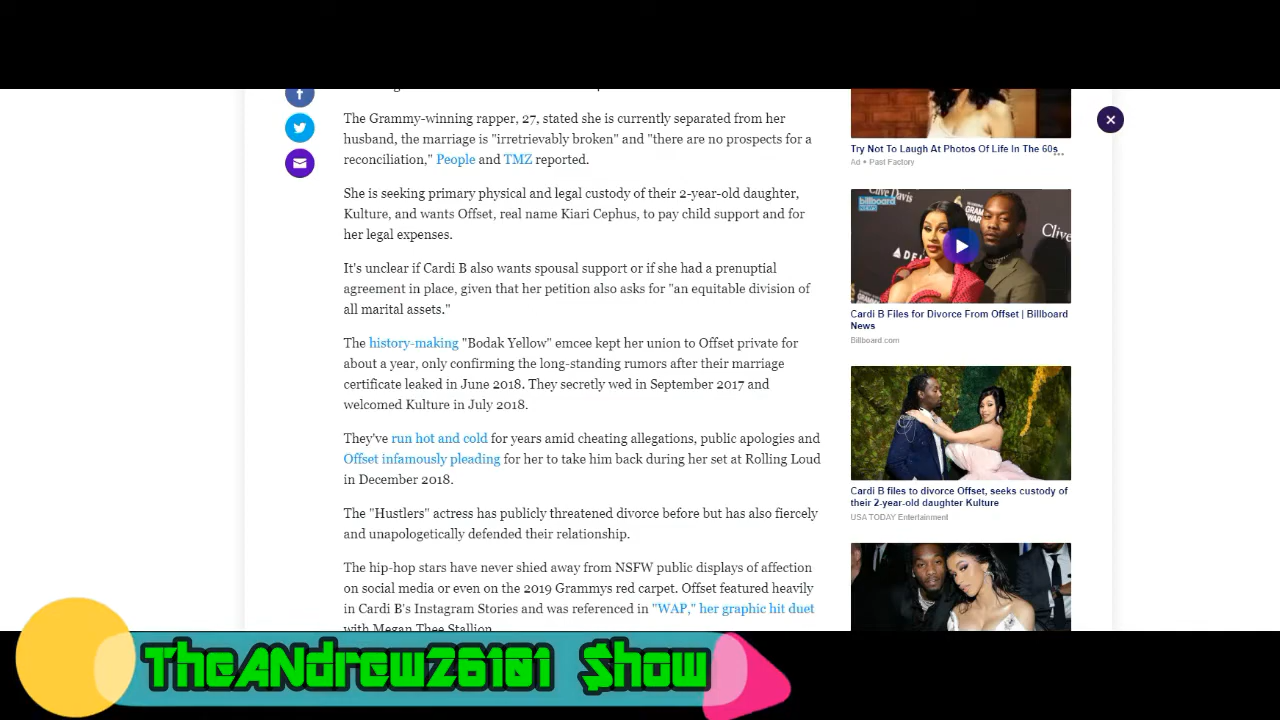 The Grammy-winning rapper, 27, stated she is currently separated from her
husband, the marriage is "irretrievably broken" and "there are no prospects for a
reconciliation," People and TMZ reported.
She is seeking primary physical and legal custody of their 2-year-old daughter,
Kulture, and wants Offset, real name Kiari Cephus, to pay child support and for
her legal expenses.
It's unclear if Cardi B also wants spousal support or if she had a prenuptial
agreement in place, given that her petition also asks for "an equitable division of
all marital assets."
The history-making "Bodak Yellow" emcee kept her union to Offset private for
about a year, only confirming the long-standing rumors after their marriage
certificate leaked in June 2018. They secretly wed in September 2017 and
welcomed Kulture in July 2018.
They've run hot and cold for years amid cheating allegations, public apologies and
Offset infamously pleading for her to take him back during her set at Rolling Loud
in December 2018.
The "Hustlers" actress has publicly threatened divorce before but has also fiercely
and unapologetically defended their relationship.
The hip-hop stars have never shied away from NSFW public displays of affection
on social media or even on the 2019 Grammys red carpet. Offset featured heavily
in Cardi B's Instagram Stories and was referenced in "WAP," her graphic hit duet
with Megan Thee Stallion
Try Not To Laugh At Photos Of Life In The 60s
Ad • Past Factory
Clive Davis
billboard
NEWS
Clive
Cardi B Files for Divorce From Offset | Billboard
News
Billboard.com
Cardi B files to divorce Offset, seeks custody of
their 2-year-old daughter Kulture
USA TODAY Entertainment
TheANdrew26101 Show